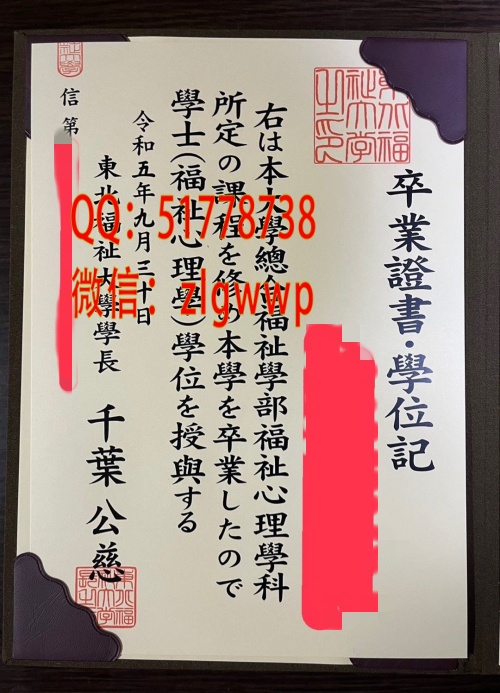 卒業證書・學位記
右は本大學總合福祉學部福祉心理學科
所定の課程を修め本學を卒業したので
學士(福祉心理學)學位を授與する
令和五年九月三十日
東北福祉大學學長 千葉公慈
信第
QQ：51778738
微信：zlgwwp